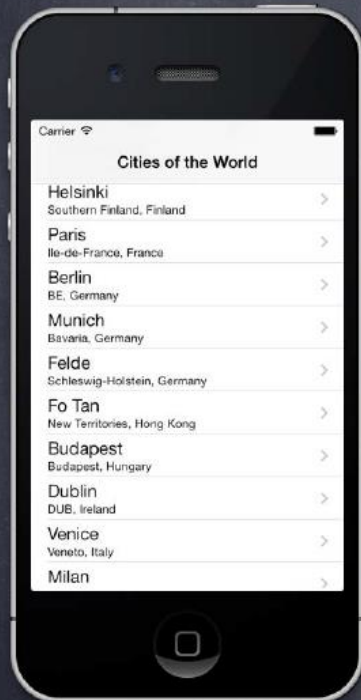 Carrier
Cities of the World
Helsinki
Southern Finland, Finland
Paris
Ile-de-France, France
Berlin
BE, Germany
Munich
Bavaria, Germany
Felde
Schleswig-Holstein, Germany
Fo Tan
New Territories, Hong Kong
Budapest
Budapest, Hungary
Dublin
DUB, Ireland
Venice
Veneto, Italy
Milan